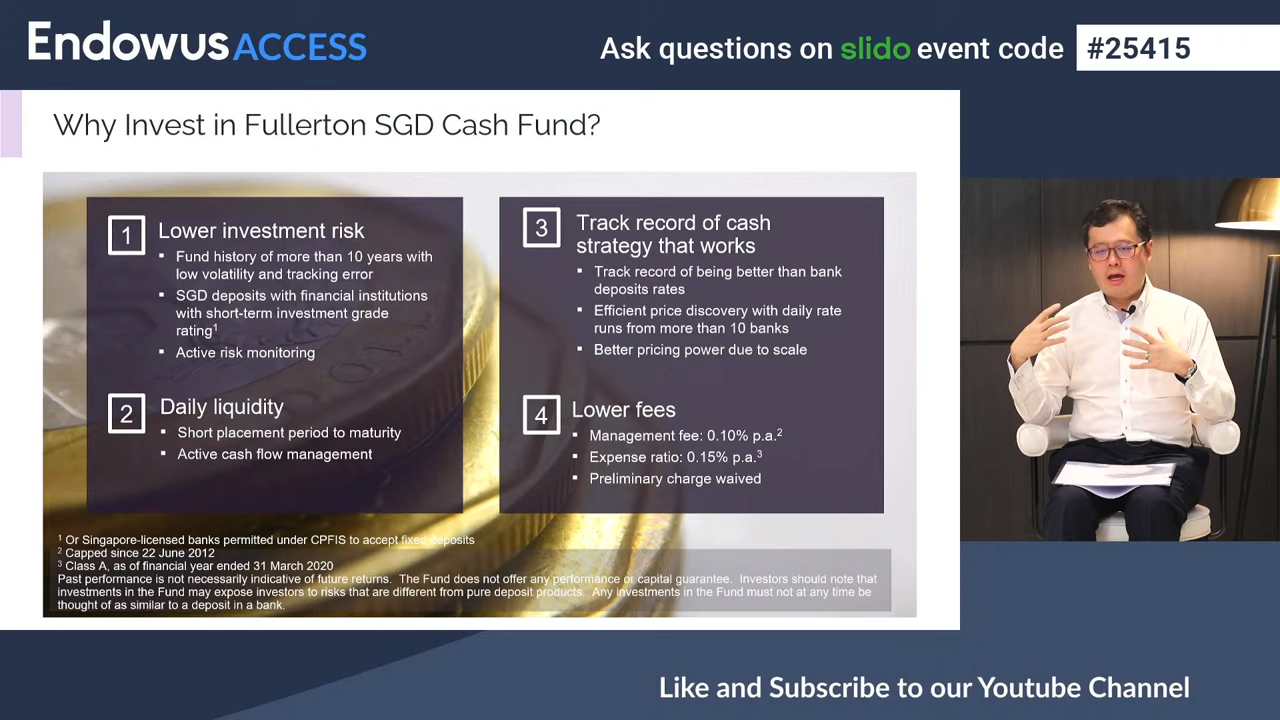 Endowus ACCESS
Ask questions on slido event code #25415
Why Invest in Fullerton SGD Cash Fund?
1 Lower investment risk
▪ Fund history of more than 10 years with
low volatility and tracking error
▪ SGD deposits with financial institutions
with short-term investment grade
rating¹
▪ Active risk monitoring
2 Daily liquidity
▪ Short placement period to maturity
▪ Active cash flow management
3 Track record of cash
strategy that works
▪ Track record of being better than bank
deposits rates
▪ Efficient price discovery with daily rate
runs from more than 10 banks
▪ Better pricing power due to scale
4 Lower fees
▪ Management fee: 0.10% p.a.²
▪ Expense ratio: 0.15% p.a.³
▪ Preliminary charge waived
¹ Or Singapore-licensed banks permitted under CPFIS to accept fixed deposits
² Capped since 22 June 2012
³ Class A, as of financial year ended 31 March 2020
Past performance is not necessarily indicative of future returns. The Fund does not offer any performance or capital guarantee. Investors should note that
investments in the Fund may expose investors to risks that are different from pure deposit products. Any investments in the Fund must not at any time be
thought of as similar to a deposit in a bank.
Like and Subscribe to our Youtube Channel